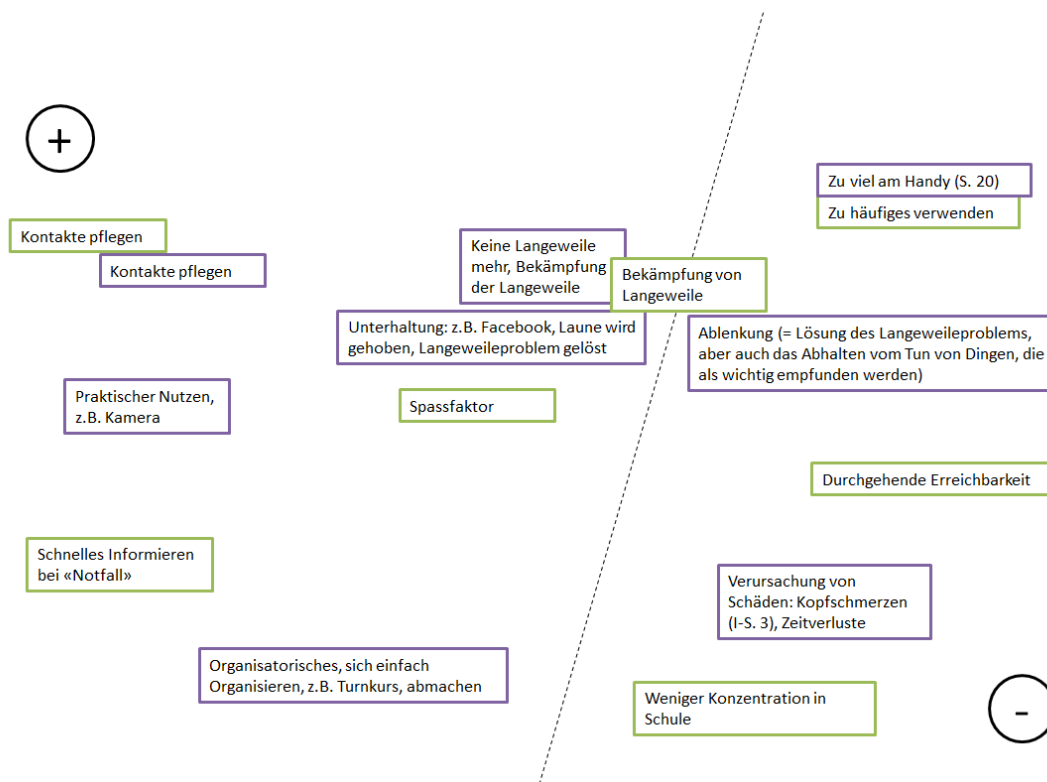 +
Kontakte pflegen
Kontakte pflegen
Keine Langeweile
mehr, Bekämpfung
der Langeweile
Bekämpfung von
Langeweile
Unterhaltung: z.B. Facebook, Laune wird
gehoben, Langeweileproblem gelöst
Spassfaktor
Praktischer Nutzen,
z.B. Kamera
Schnelles Informieren
bei «Notfall»
Organisatorisches, sich einfach
Organisieren, z.B. Turnkurs, abmachen
Zu viel am Handy (S. 20)
Zu häufiges verwenden
Ablenkung (= Lösung des Langeweileproblems,
aber auch das Abhalten vom Tun von Dingen, die
als wichtig empfunden werden)
Durchgehende Erreichbarkeit
Verursachung von
Schäden: Kopfschmerzen
(I-S. 3), Zeitverluste
Weniger Konzentration in
Schule
-